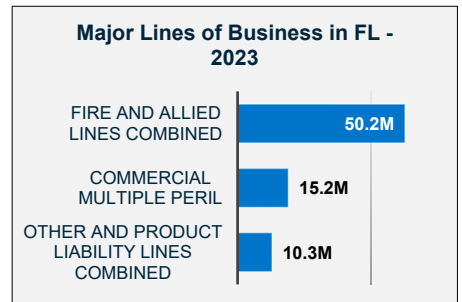 Major Lines of Business in FL -
2023
FIRE AND ALLIED
LINES COMBINED
50.2M
COMMERCIAL
MULTIPLE PERIL
15.2M
OTHER AND PRODUCT
LIABILITY LINES
COMBINED
10.3M